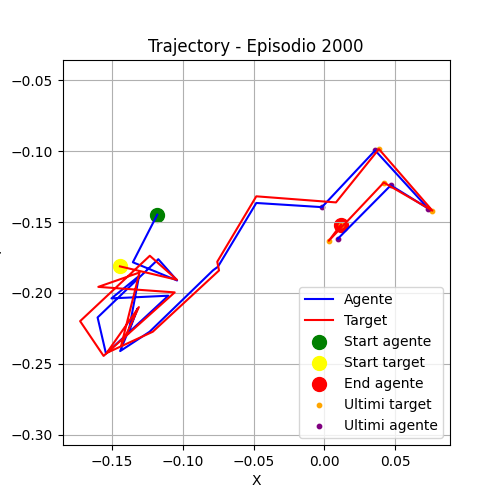 Trajectory - Episodio 2000
−0.05
−0.10
−0.15
−0.20
−0.25
−0.30
Agente
Target
Start agente
Start target
End agente
Ultimi target
Ultimi agente
−0.15
−0.10
−0.05
0.00
0.05
X